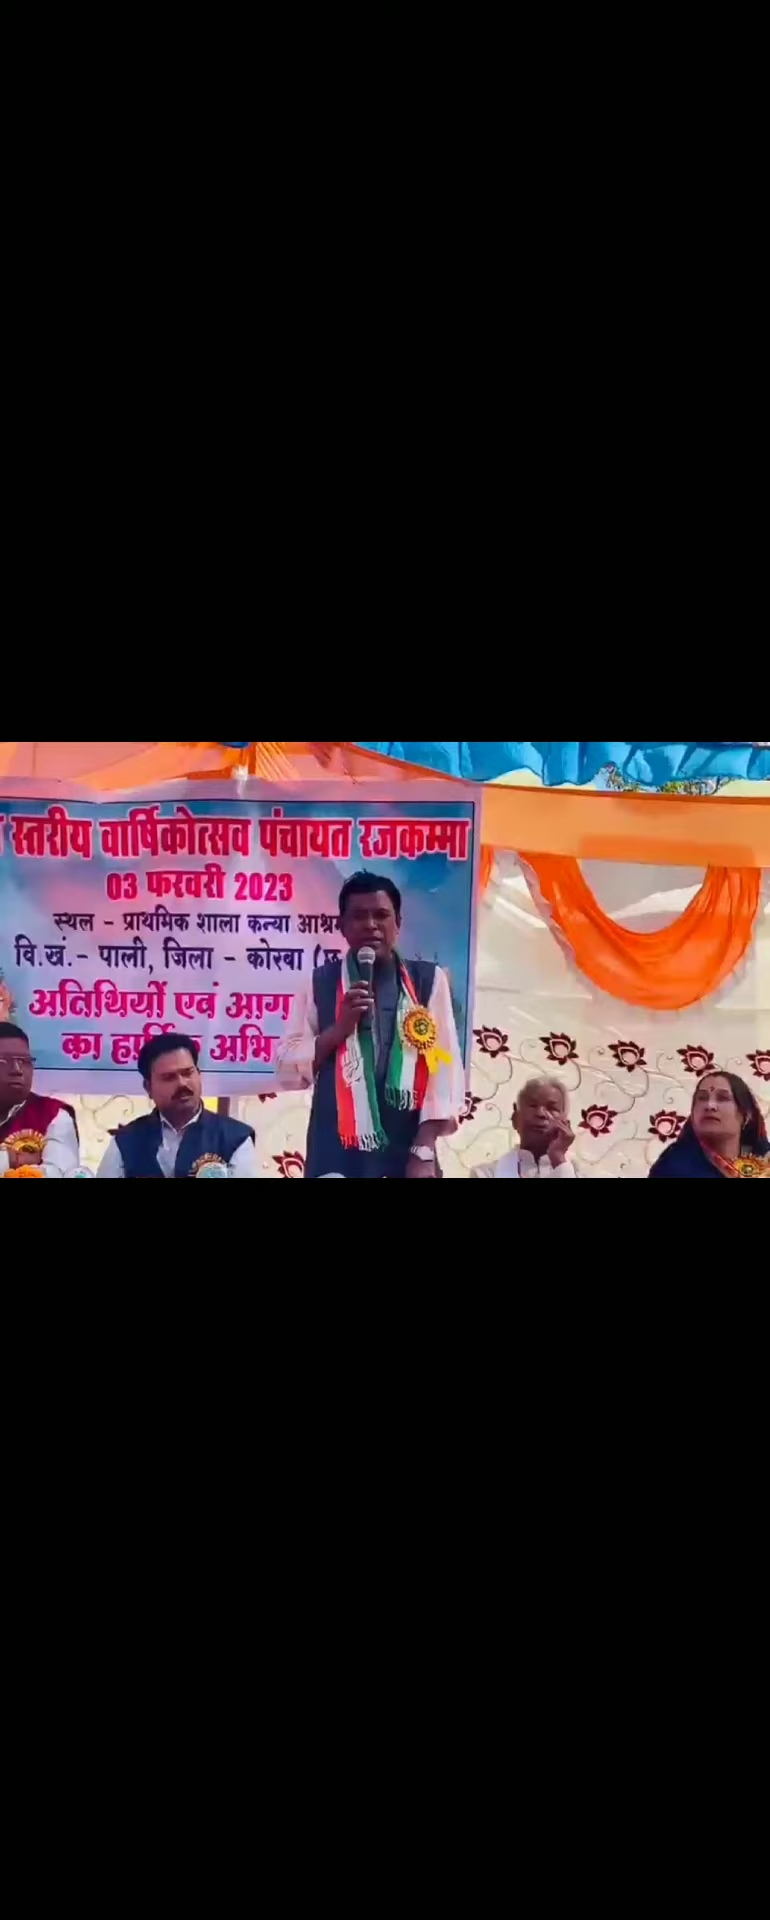 स्तरीय वार्षिकोत्सव पंचायत रजकम्मा
03 फरवरी 2023
स्थल - प्राथमिक शाला कन्या
वि.खं.- पाली, जिला - कोरबा
अतिथियों एवं
का